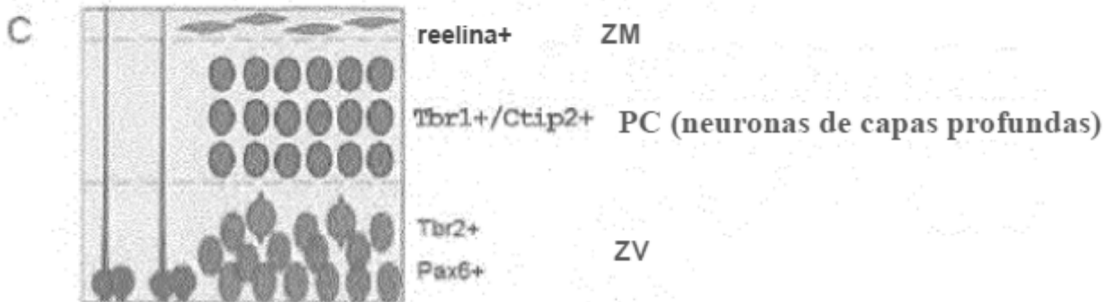 C
reelina+ ZM
Tbr1+/Ctip2+ PC (neuronas de capas profundas)
Tbr2+
ZV
Pax6+